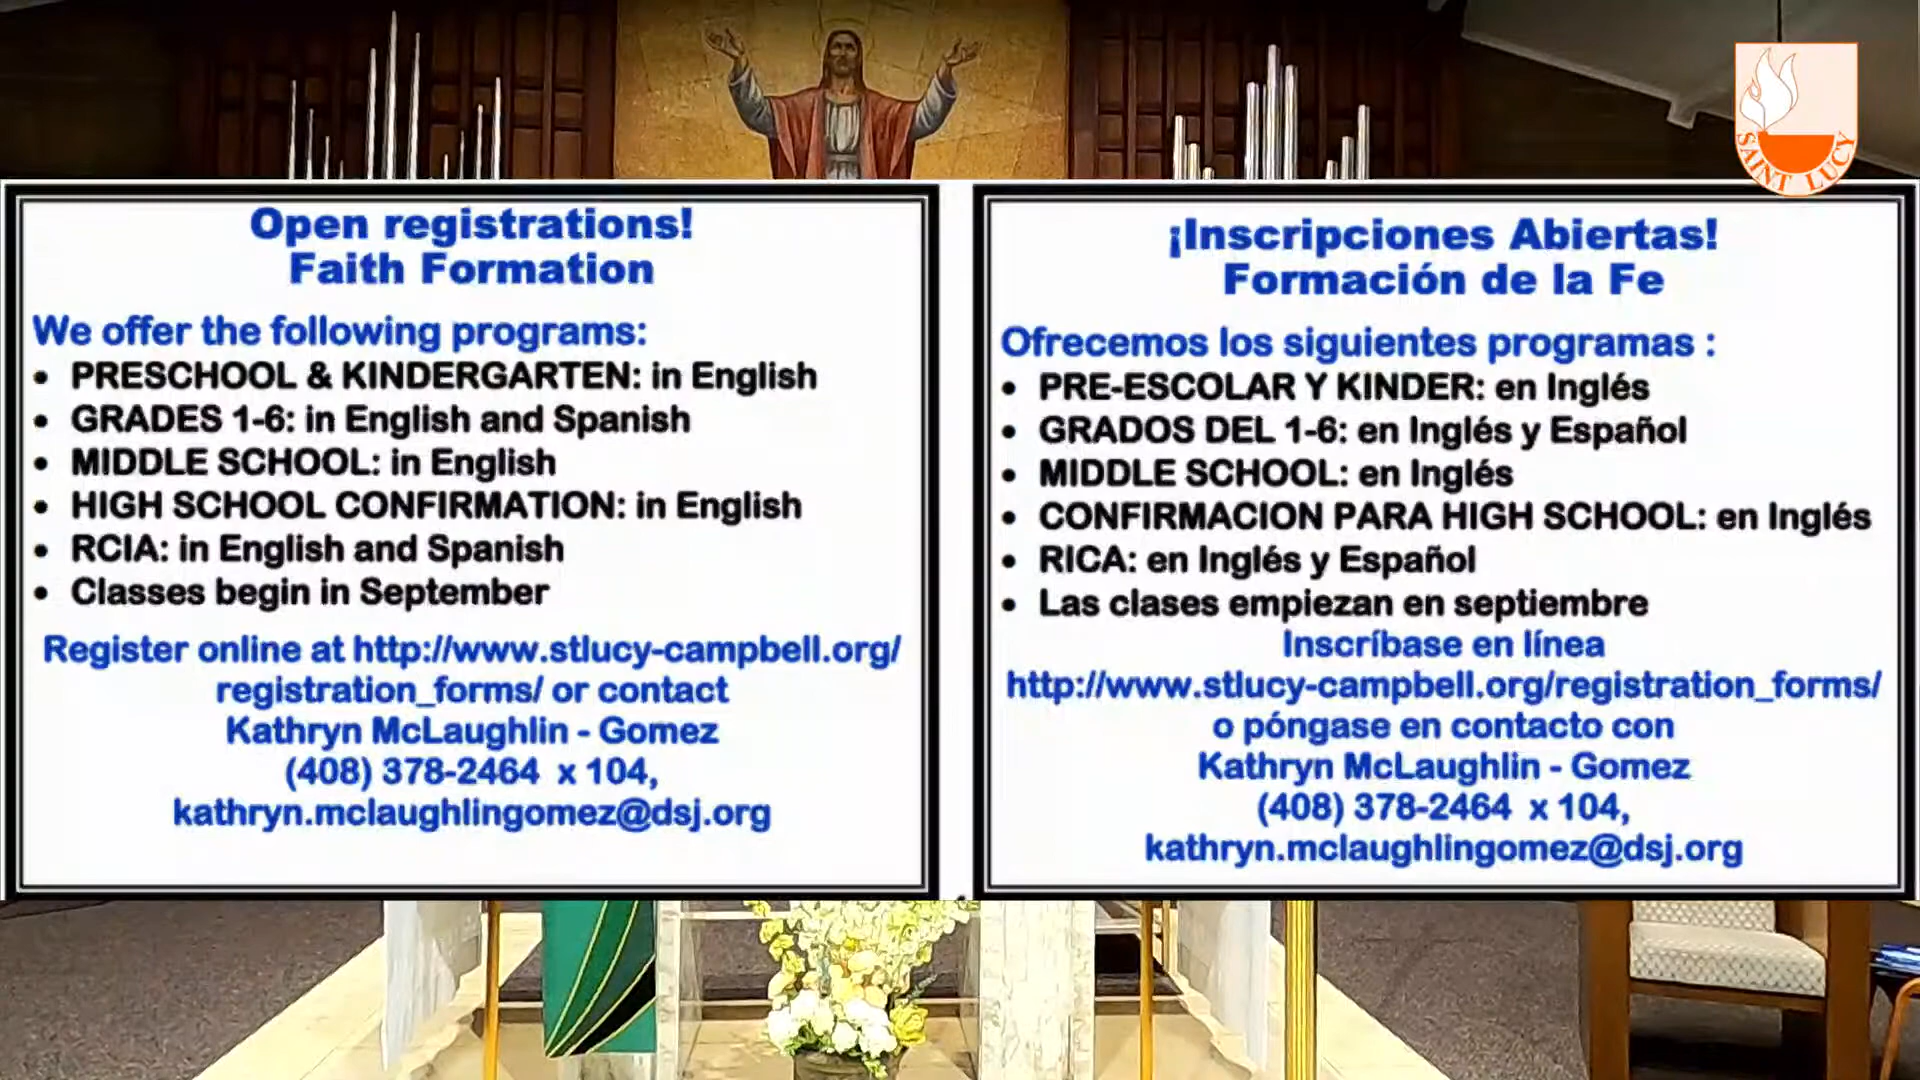 SAINT LUCY
Open registrations!
Faith Formation
We offer the following programs:
• PRESCHOOL & KINDERGARTEN: in English
• GRADES 1-6: in English and Spanish
• MIDDLE SCHOOL: in English
• HIGH SCHOOL CONFIRMATION: in English
• RCIA: in English and Spanish
• Classes begin in September
Register online at http://www.stlucy-campbell.org/
registration_forms/ or contact
Kathryn McLaughlin - Gomez
(408) 378-2464 x 104,
kathryn.mclaughlingomez@dsj.org
¡Inscripciones Abiertas!
Formación de la Fe
Ofrecemos los siguientes programas :
• PRE-ESCOLAR Y KINDER: en Inglés
• GRADOS DEL 1-6: en Inglés y Español
• MIDDLE SCHOOL: en Inglés
• CONFIRMACION PARA HIGH SCHOOL: en Inglés
• RICA: en Inglés y Español
• Las clases empiezan en septiembre
Inscríbase en línea
http://www.stlucy-campbell.org/registration_forms/
o póngase en contacto con
Kathryn McLaughlin - Gomez
(408) 378-2464 x 104,
kathryn.mclaughlingomez@dsj.org